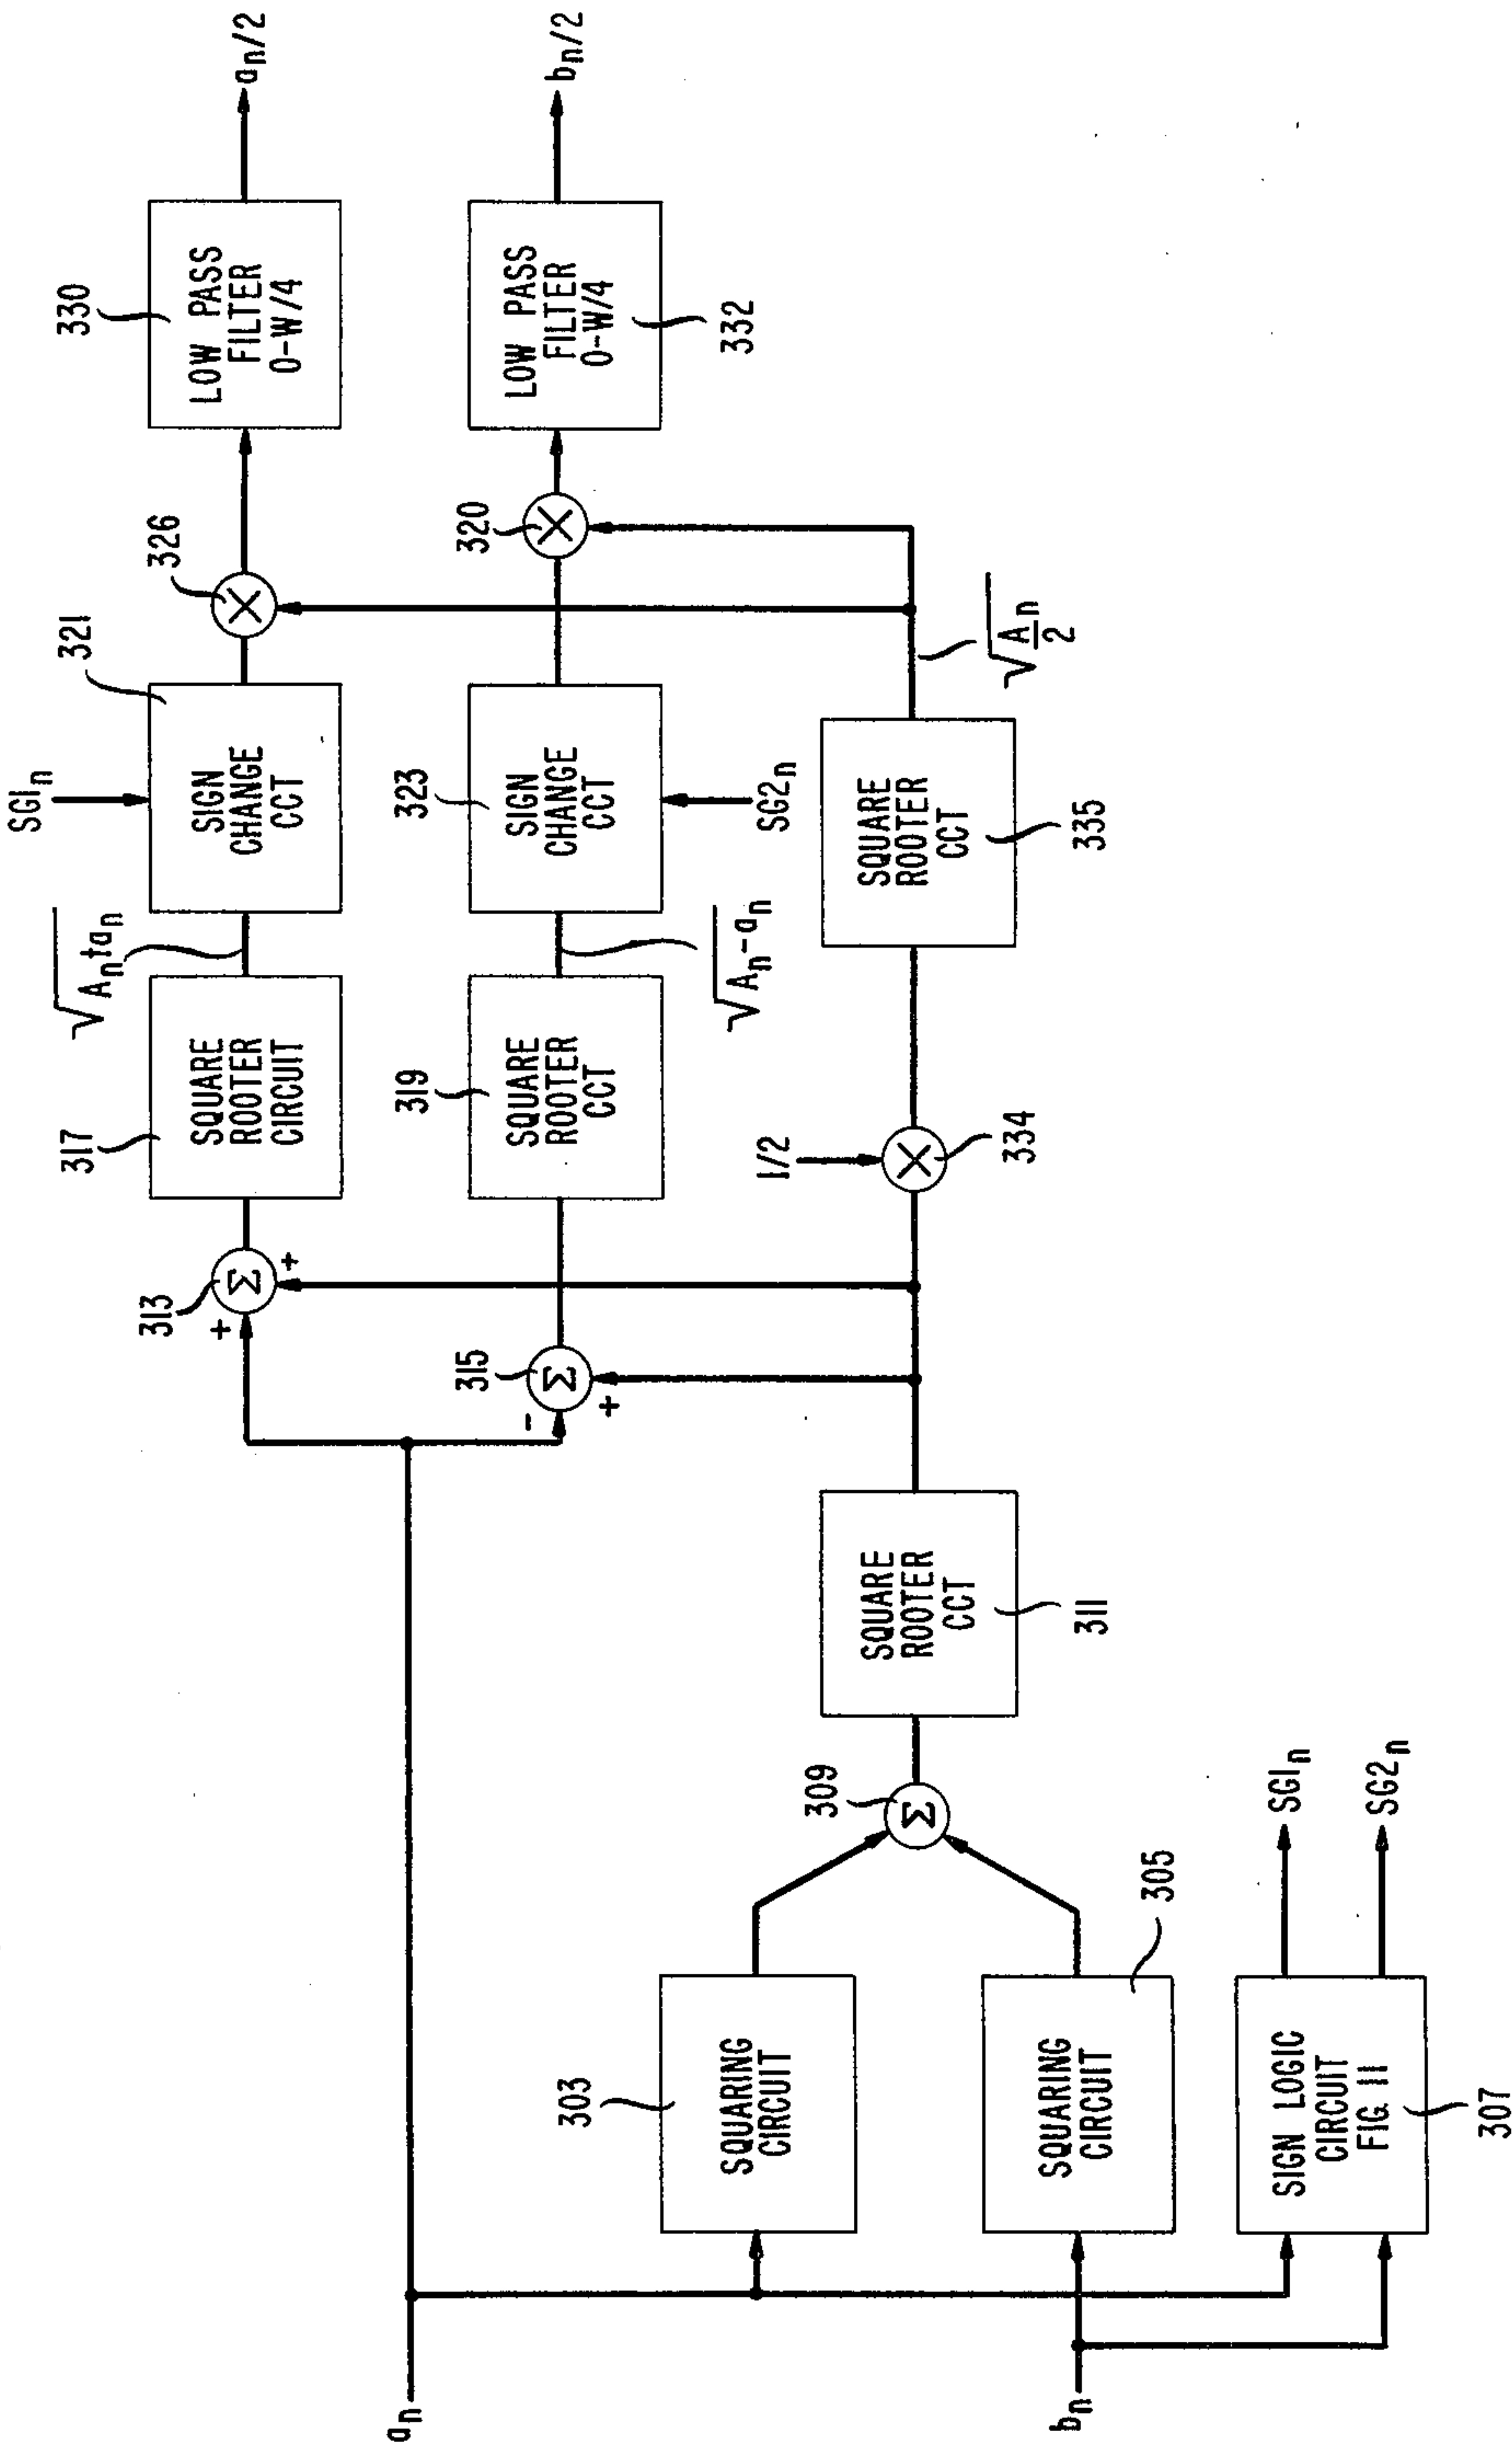 aₙ
bₙ
303
SQUARING
CIRCUIT
305
SQUARING
CIRCUIT
SIGN LOGIC
CIRCUIT
FIG 11
307
SG1ₙ
SG2ₙ
309
Σ
SQUARE
ROOTER
CCT
311
313
+
Σ
+
315
-
Σ
+
1/2
X
334
317
SQUARE
ROOTER
CIRCUIT
√Aₙ+aₙ
319
SQUARE
ROOTER
CCT
√Aₙ-aₙ
SG1ₙ
321
SIGN
CHANGE
CCT
323
SIGN
CHANGE
CCT
SG2ₙ
SQUARE
ROOTER
CCT
335
√Aₙ/2
326
X
320
X
330
LOW PASS
FILTER
0-W/4
LOW PASS
FILTER
0-W/4
332
aₙ/2
bₙ/2